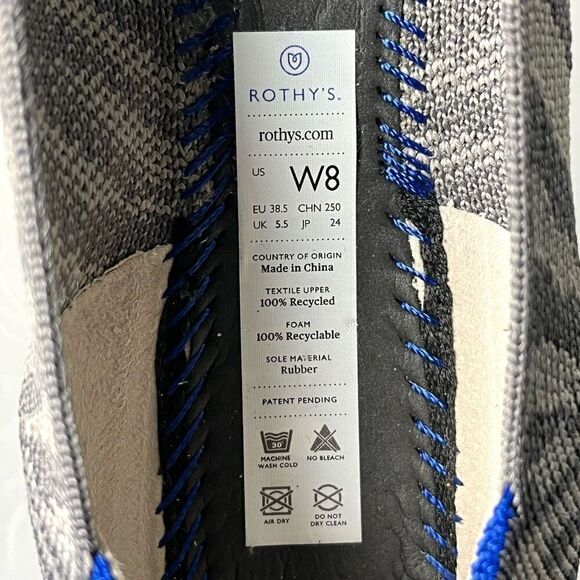 ROTHY'S®
rothys.com
US W8
EU 38.5 CHN 250
UK 5.5 JP 24
COUNTRY OF ORIGIN
Made in China
TEXTILE UPPER
100% Recycled
FOAM
100% Recyclable
SOLE MATERIAL
Rubber
PATENT PENDING
30°
MACHINE WASH COLD
NO BLEACH
AIR DRY
DO NOT DRY CLEAN